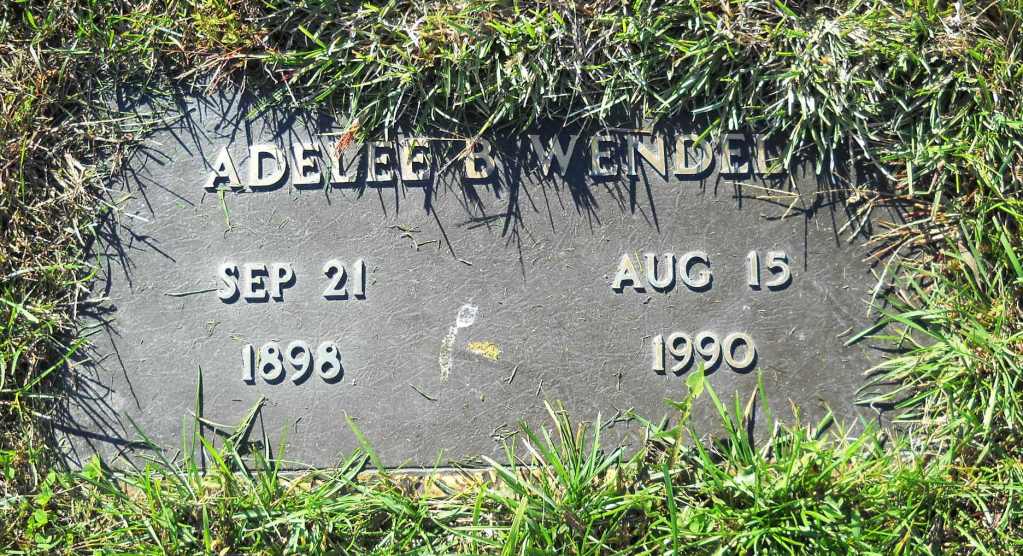 ADELEE B WENDEL
SEP 21 AUG 15
1898 1990